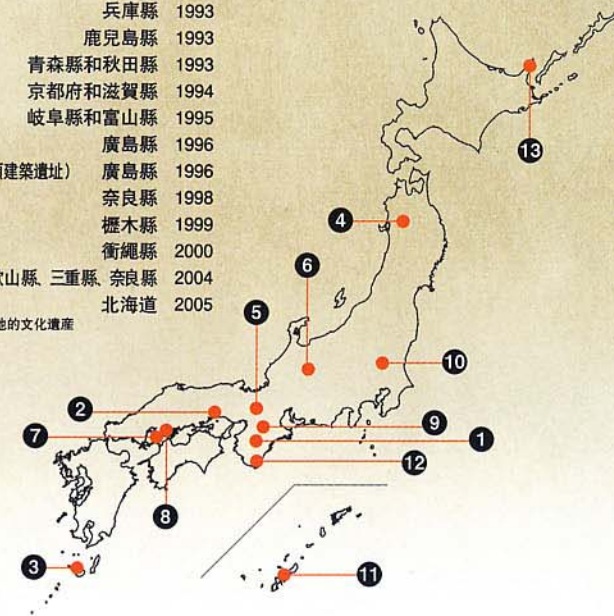 兵庫縣 1993
鹿兒島縣 1993
青森縣和秋田縣 1993
京都府和滋賀縣 1994
岐阜縣和富山縣 1995
廣島縣 1996
建築遺址) 廣島縣 1996
奈良縣 1998
櫪木縣 1999
衝繩縣 2000
山縣、三重縣、奈良縣 2004
北海道 2005
的文化遺産
13
4
6
5
10
2
9
7
1
12
8
3
11